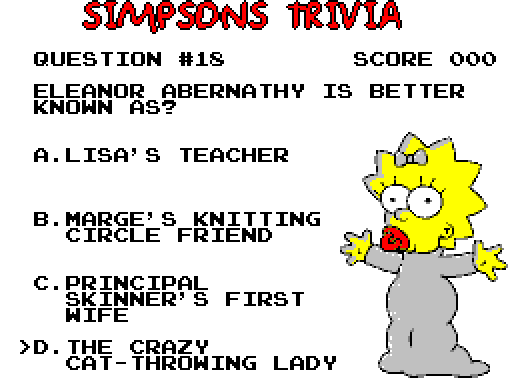 SIMPSONS TRIVIA
QUESTION #18 SCORE 000
ELEANOR ABERNATHY IS BETTER
KNOWN AS?
A.LISA'S TEACHER
B.MARGE'S KNITTING
CIRCLE FRIEND
C.PRINCIPAL
SKINNER'S FIRST
WIFE
>D.THE CRAZY
CAT-THROWING LADY